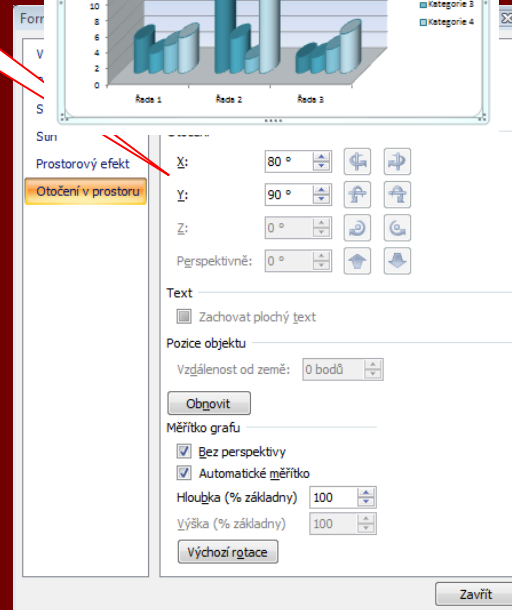 10
8
6
4
2
0
Řada 1 Řada 2 Řada 3
Kategorie 3
Kategorie 4
Form
V
S
Prostorový efekt
Otočení v prostoru
X: 80 °
Y: 90 °
Z: 0 °
Perspektivně: 0 °
Text
Zachovat plochý text
Pozice objektu
Vzdálenost od země: 0 bodů
Obnovit
Měřítko grafu
Bez perspektivy
Automatické měřítko
Hloubka (% základny) 100
Výška (% základny) 100
Výchozí rotace
Zavřít